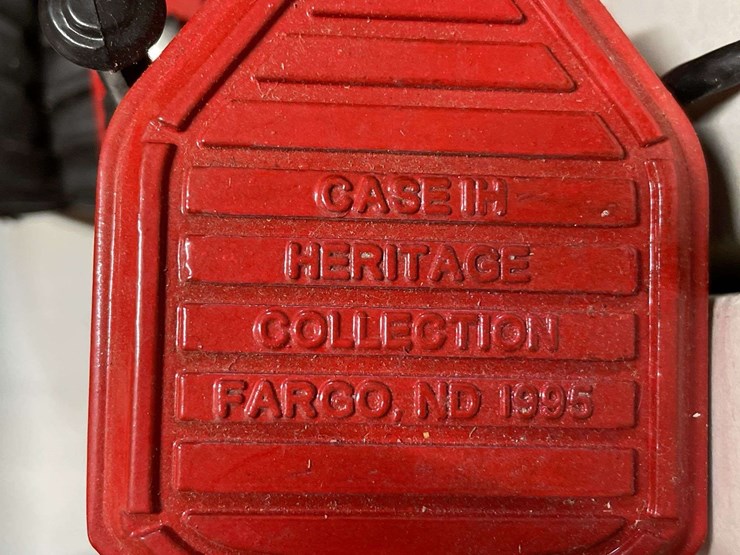 CASE IH
HERITAGE
COLLECTION
FARGO, ND 1995